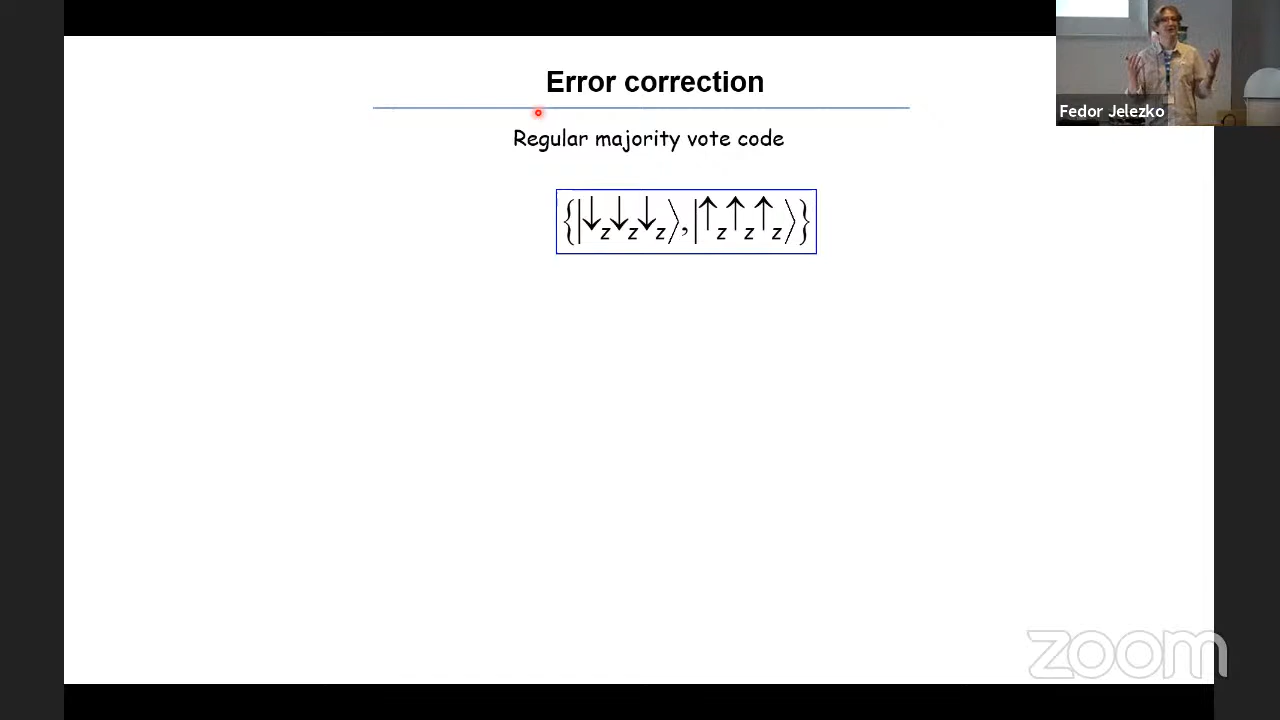 Error correction
Regular majority vote code
{|↓z↓z↓z⟩,|↑z↑z↑z⟩}
Fedor Jelezko
zoom